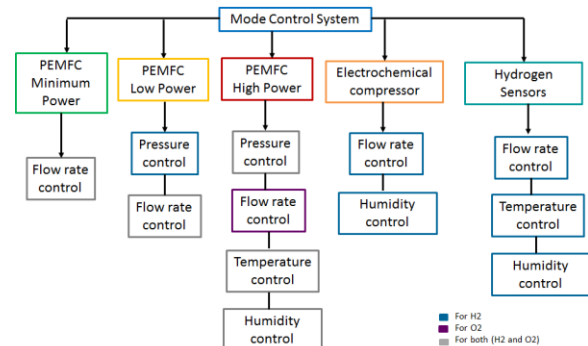 Mode Control System
PEMFC
Minimum
Power
PEMFC
Low Power
PEMFC
High Power
Electrochemical
compressor
Hydrogen
Sensors
Flow rate
control
Pressure
control
Flow rate
control
Pressure
control
Flow rate
control
Temperature
control
Humidity
control
Flow rate
control
Humidity
control
Flow rate
control
Temperature
control
Humidity
control
For H2
For O2
For both (H2 and O2)